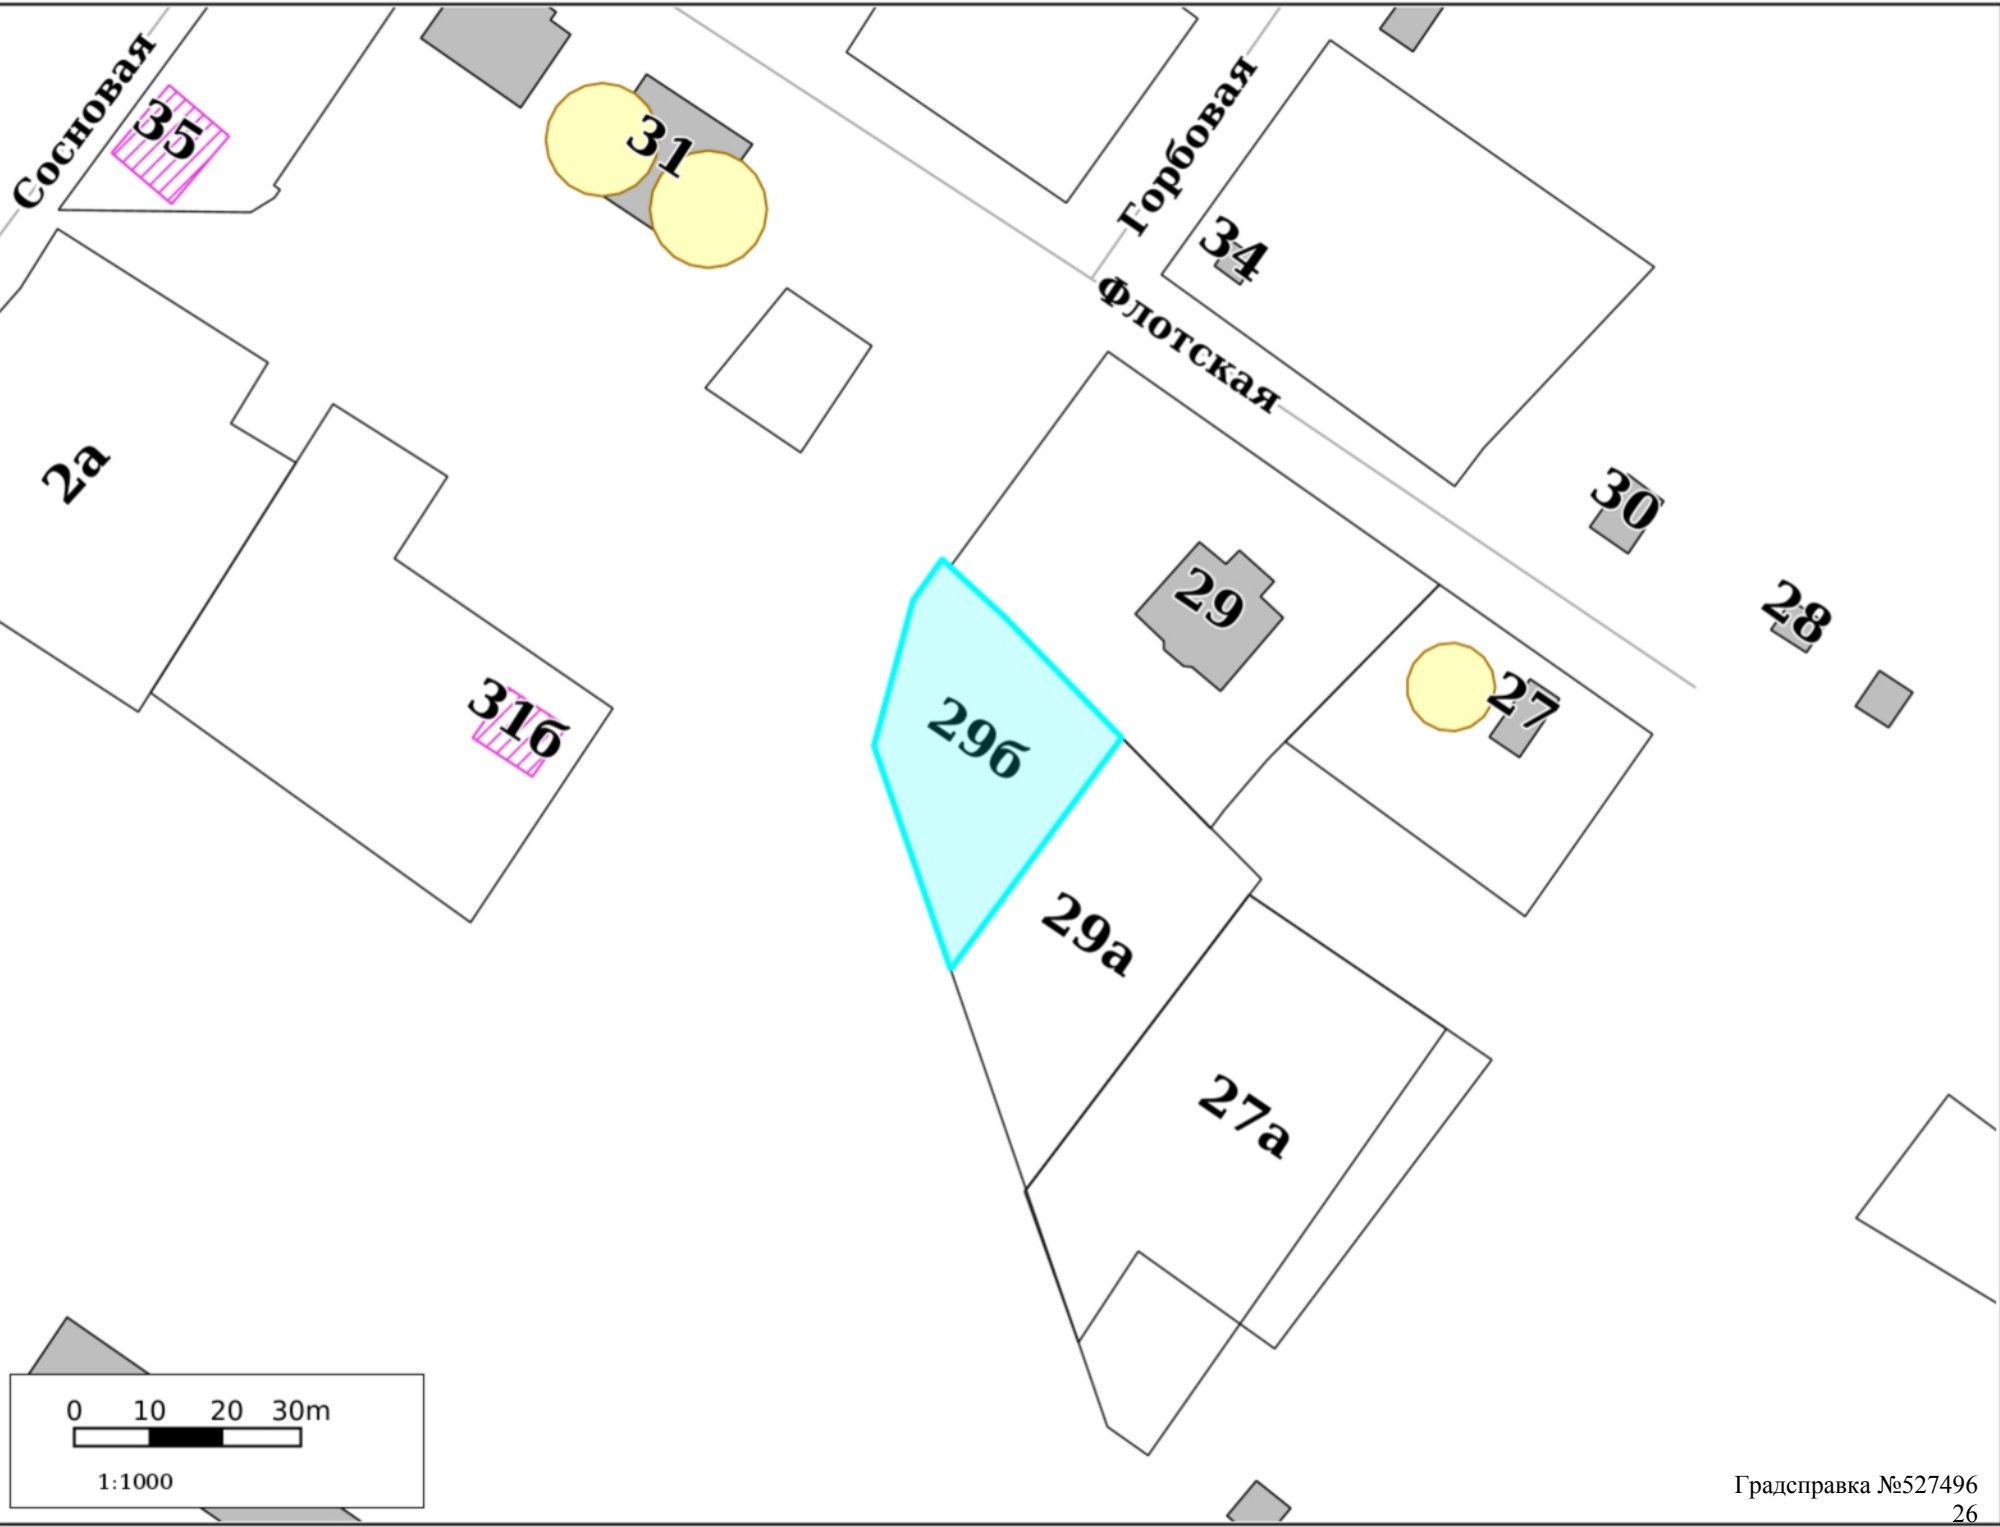 Сосновая
35
31
Горбовая
34
Флотская
2а
30
29
28
31б
27
29б
29а
27а
0 10 20 30m
1:1000
Градсправка №527496
26